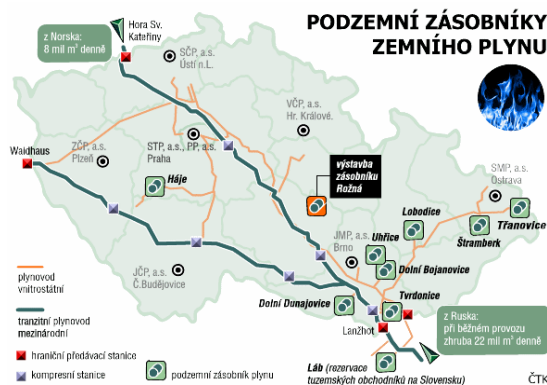 PODZEMNÍ ZÁSOBNÍKY
ZEMNÍHO PLYNU
z Norska:
8 mil m³ denně
Hora Sv.
Kateřiny
SČP, a.s.
Ústí n.L.
VČP, a.s.
Hr. Králové.
Waidhaus
ZČP, a.s.
Plzeň
STP, a.s., PP, a.s.
Praha
Háje
výstavba
zásobníku
Rožná
SMP, a.s.
Ostrava
Lobodice
Třanovice
Štramberk
Uhřice
JMP, a.s.
Brno
Dolní Bojanovice
JČP, a.s.
Č.Budějovice
Dolní Dunajovice
Tvrdonice
Lanžhot
z Ruska:
při běžném provozu
zhruba 22 mil m³ denně
Láb (rezervace
tuzemských obchodníků na Slovensku)
plynovod
vnitrostátní
tranzitní plynovod
mezinárodní
hraniční předávací stanice
kompresní stanice
podzemní zásobník plynu
ČTK